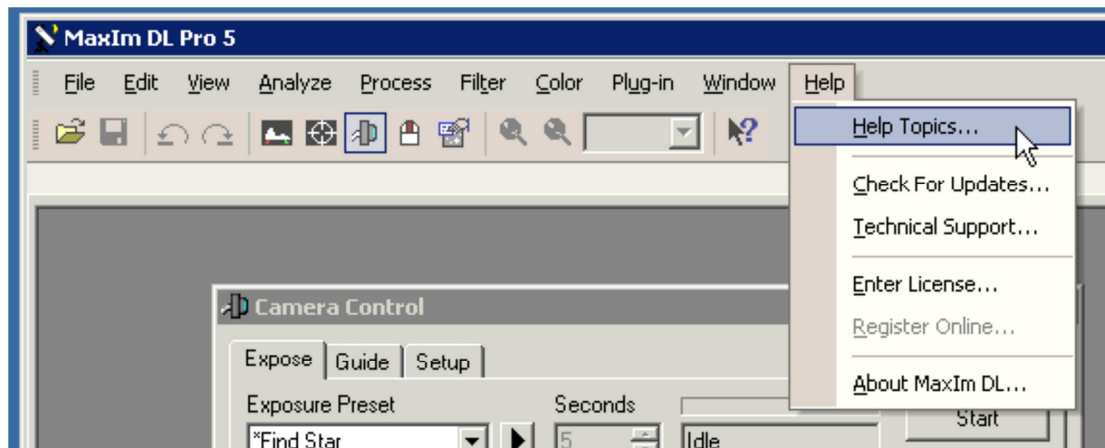 MaxIm DL Pro 5
File Edit View Analyze Process Filter Color Plug-in Window Help
Help Topics...
Check For Updates...
Technical Support...
Enter License...
Register Online...
About MaxIm DL...
Camera Control
Expose Guide Setup
Exposure Preset Seconds
*Find Star 5 Idle Start